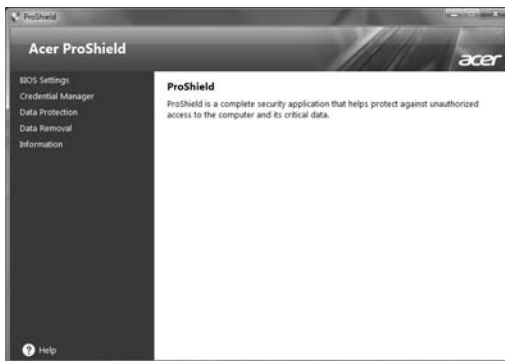 ProShield
Acer ProShield
acer
BIOS Settings
Credential Manager
Data Protection
Data Removal
Information
ProShield
ProShield is a complete security application that helps protect against unauthorized
access to the computer and its critical data.
Help